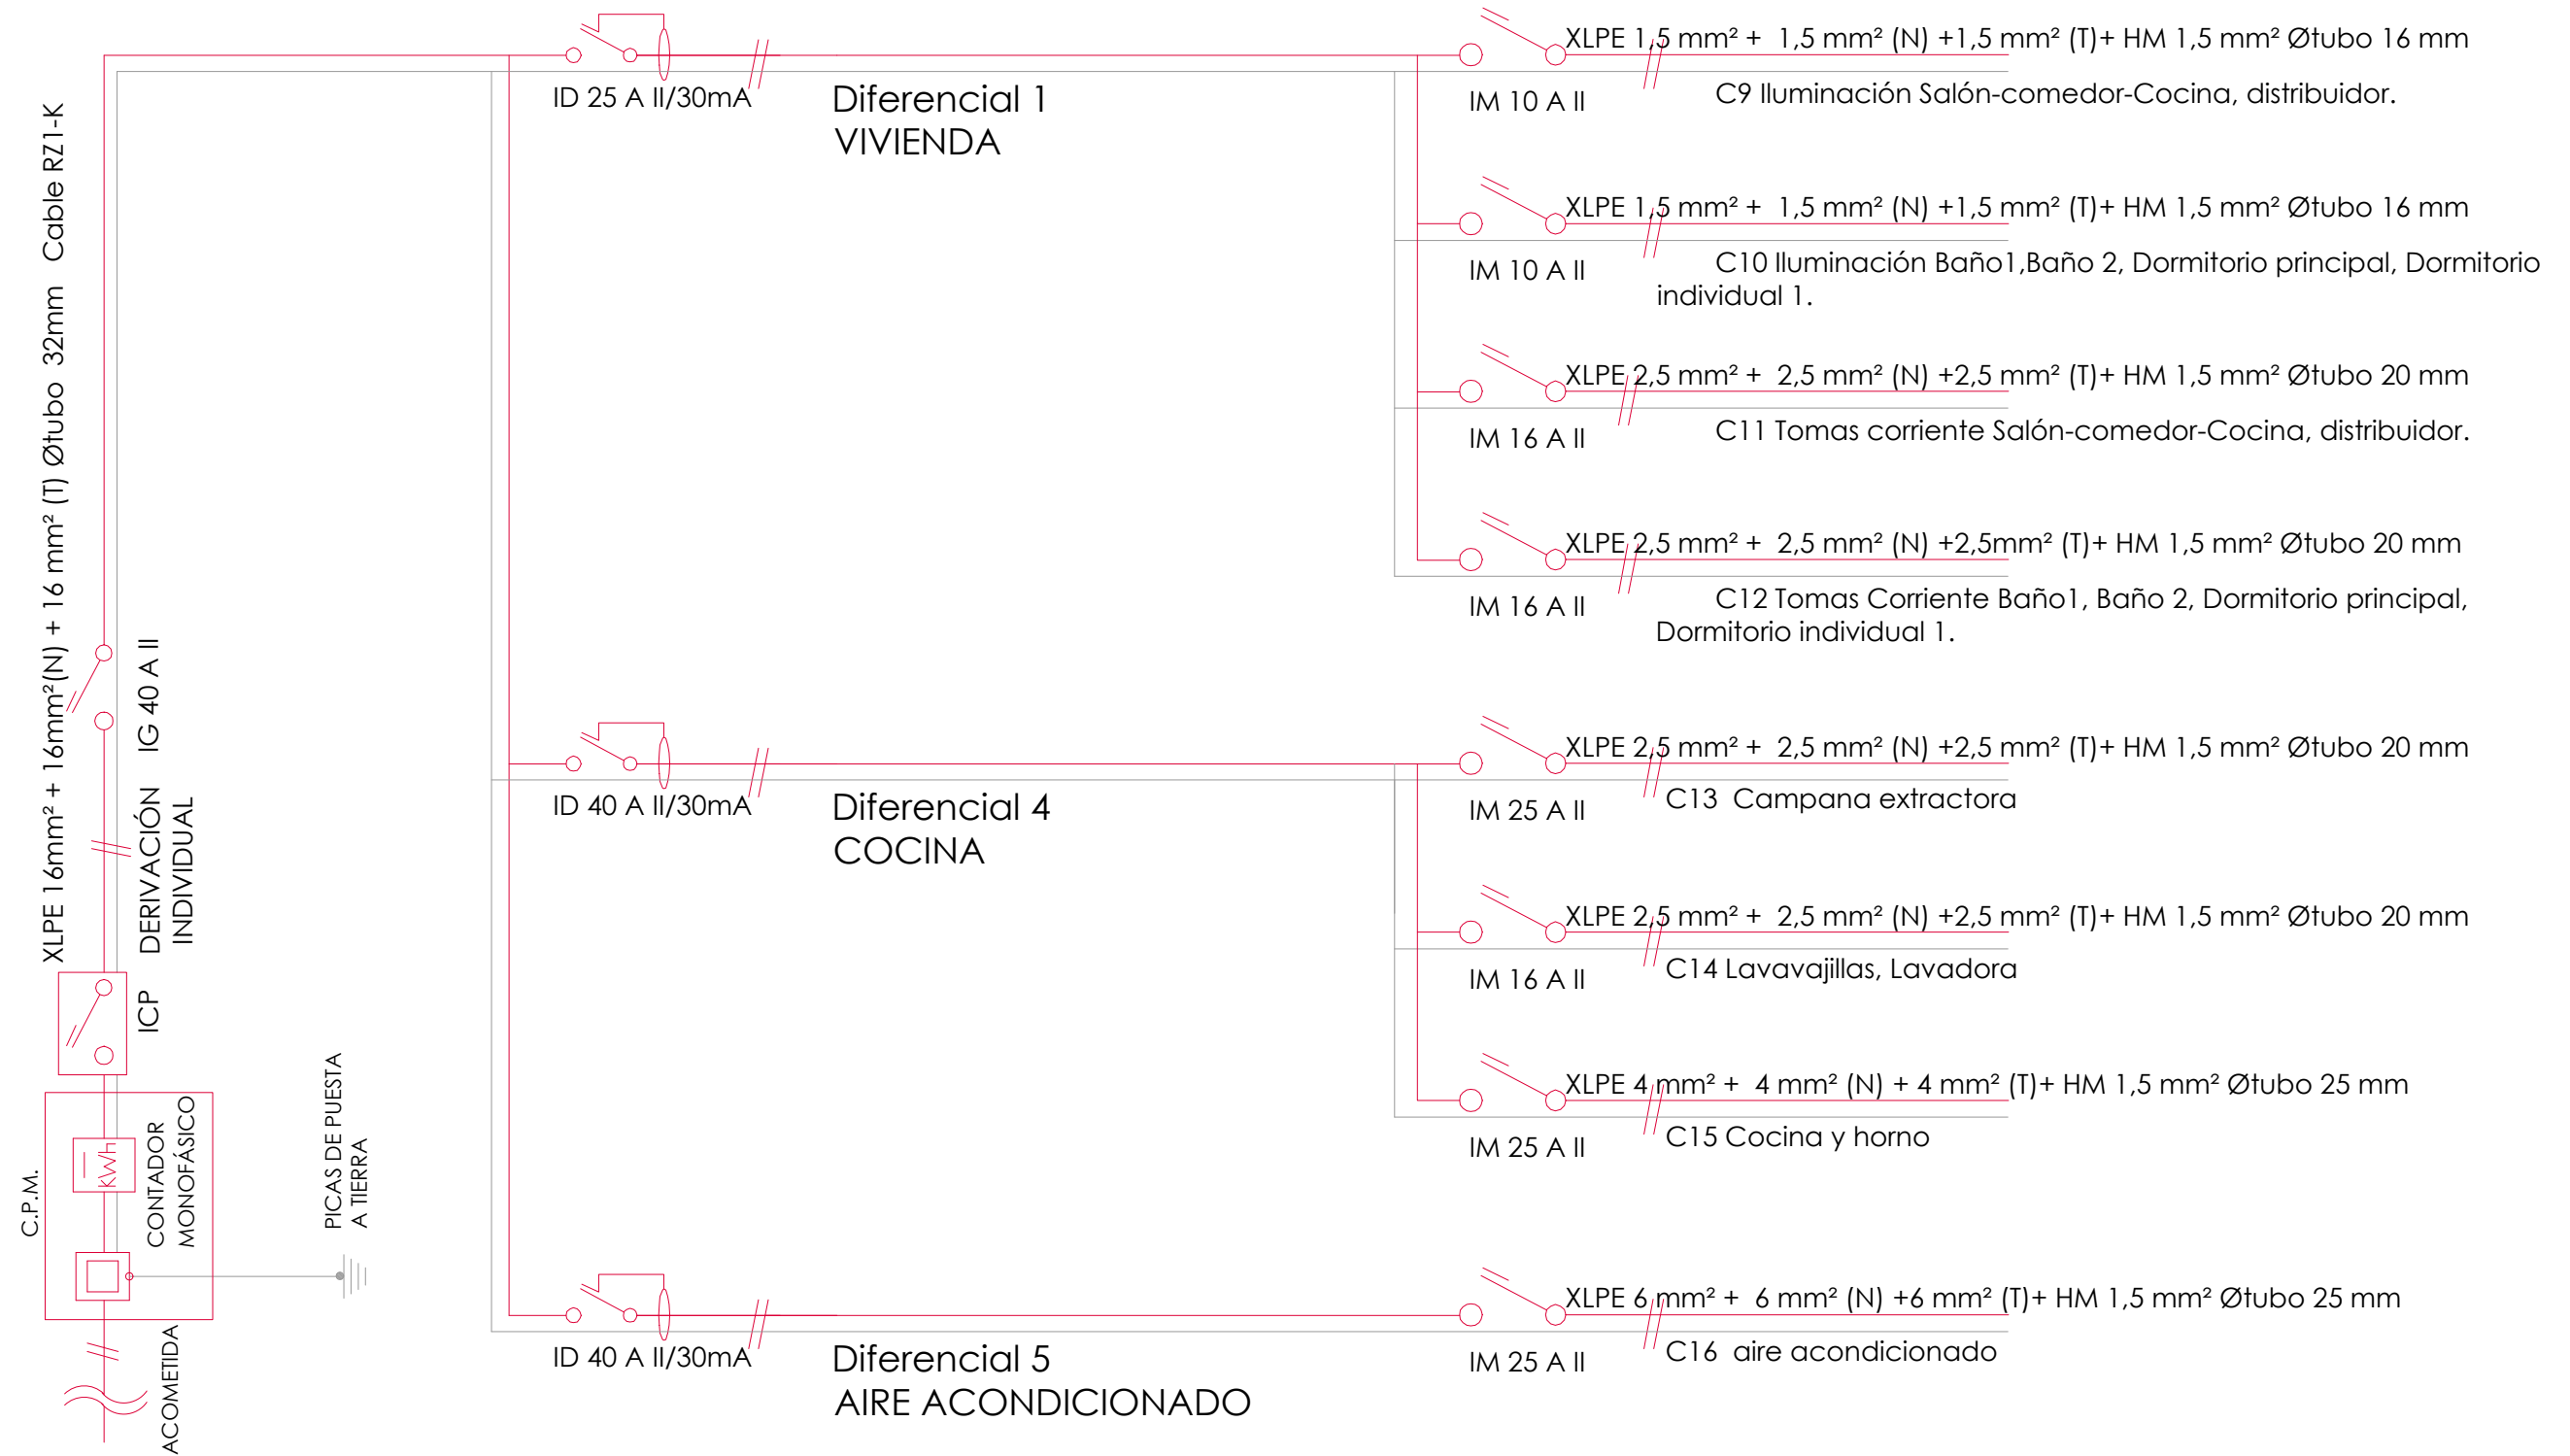 XLPE 16mm² + 16mm²(N) + 16 mm² (T) Øtubo 32mm Cable RZ1-K
IG 40 A II
DERIVACIÓN
INDIVIDUAL
ICP
C.P.M.
KWh
CONTADOR
MONOFÁSICO
PICAS DE PUESTA
A TIERRA
ACOMETIDA
ID 25 A II/30mA
Diferencial 1
VIVIENDA
XLPE 1,5 mm² + 1,5 mm² (N) +1,5 mm² (T)+ HM 1,5 mm² Øtubo 16 mm
IM 10 A II
C9 Iluminación Salón-comedor-Cocina, distribuidor.
XLPE 1,5 mm² + 1,5 mm² (N) +1,5 mm² (T)+ HM 1,5 mm² Øtubo 16 mm
IM 10 A II
C10 Iluminación Baño1,Baño 2, Dormitorio principal, Dormitorio
individual 1.
XLPE 2,5 mm² + 2,5 mm² (N) +2,5 mm² (T)+ HM 1,5 mm² Øtubo 20 mm
IM 16 A II
C11 Tomas corriente Salón-comedor-Cocina, distribuidor.
XLPE 2,5 mm² + 2,5 mm² (N) +2,5mm² (T)+ HM 1,5 mm² Øtubo 20 mm
IM 16 A II
C12 Tomas Corriente Baño1, Baño 2, Dormitorio principal,
Dormitorio individual 1.
ID 40 A II/30mA
Diferencial 4
COCINA
XLPE 2,5 mm² + 2,5 mm² (N) +2,5 mm² (T)+ HM 1,5 mm² Øtubo 20 mm
IM 25 A II
C13 Campana extractora
XLPE 2,5 mm² + 2,5 mm² (N) +2,5 mm² (T)+ HM 1,5 mm² Øtubo 20 mm
IM 16 A II
C14 Lavavajillas, Lavadora
XLPE 4 mm² + 4 mm² (N) + 4 mm² (T)+ HM 1,5 mm² Øtubo 25 mm
IM 25 A II
C15 Cocina y horno
ID 40 A II/30mA
Diferencial 5
AIRE ACONDICIONADO
XLPE 6 mm² + 6 mm² (N) +6 mm² (T)+ HM 1,5 mm² Øtubo 25 mm
IM 25 A II
C16 aire acondicionado